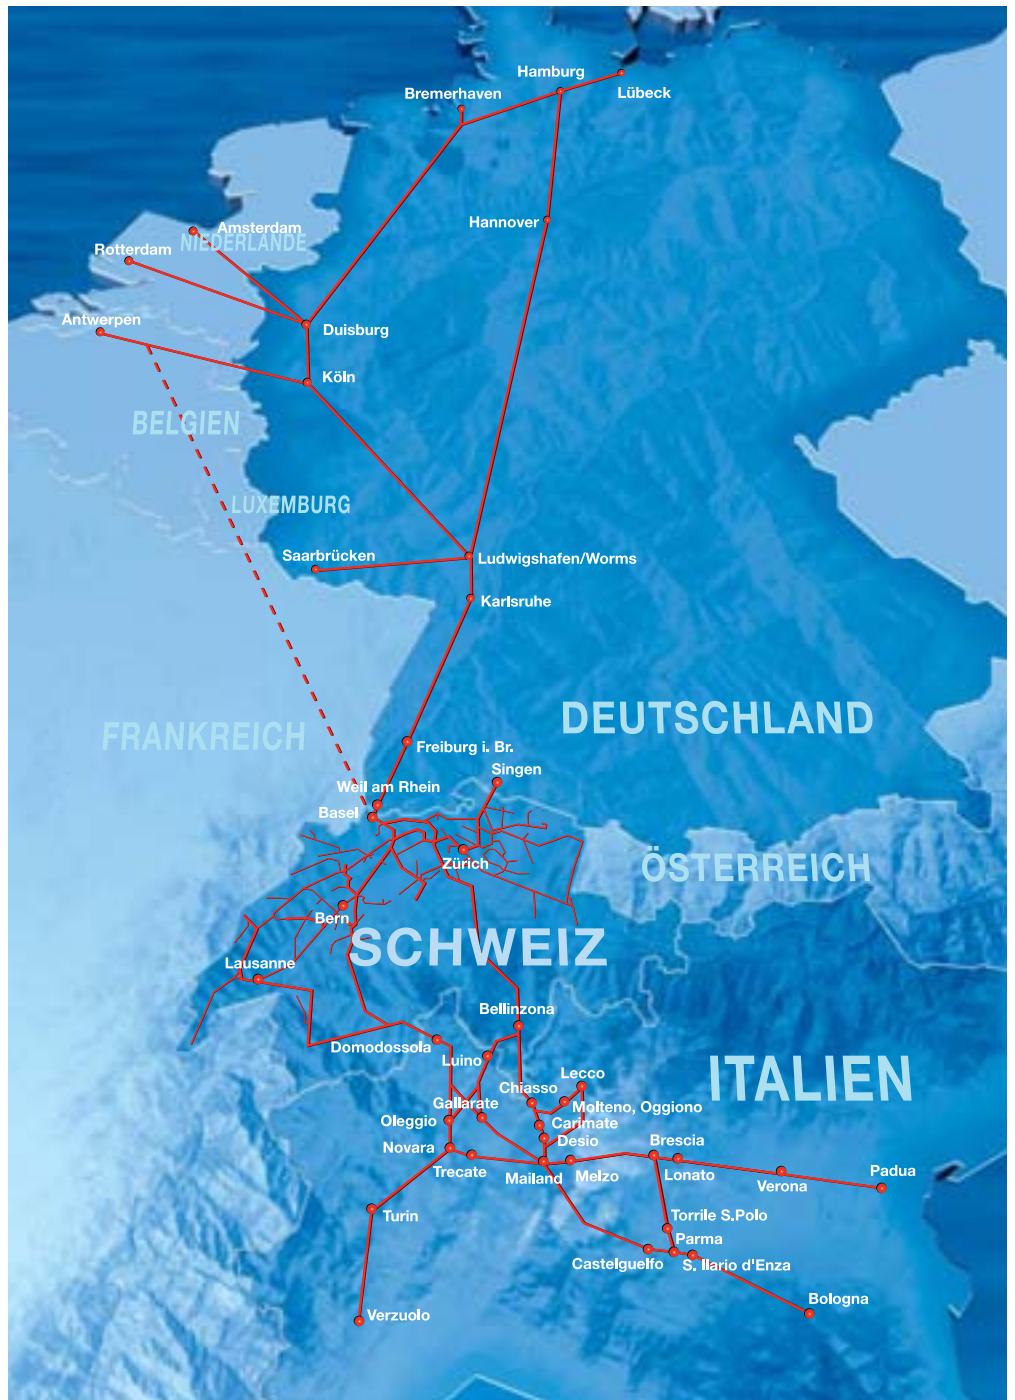 Hamburg
Bremerhaven
Lübeck
Hannover
Amsterdam
NIEDERLANDE
Rotterdam
Antwerpen
Duisburg
Köln
BELGIEN
LUXEMBURG
Saarbrücken
Ludwigshafen/Worms
Karlsruhe
DEUTSCHLAND
FRANKREICH
Freiburg i. Br.
Singen
Weil am Rhein
Basel
Zürich
ÖSTERREICH
Bern
SCHWEIZ
Lausanne
Bellinzona
Domodossola
Luino
Lecco
ITALIEN
Chiasso
Gallarate
Molteno, Oggiono
Oleggio
Carimate
Desio
Novara
Brescia
Trecate
Mailand
Melzo
Lonato
Verona
Padua
Turin
Torrile S.Polo
Parma
Castelguelfo
S. Ilario d'Enza
Bologna
Verzuolo